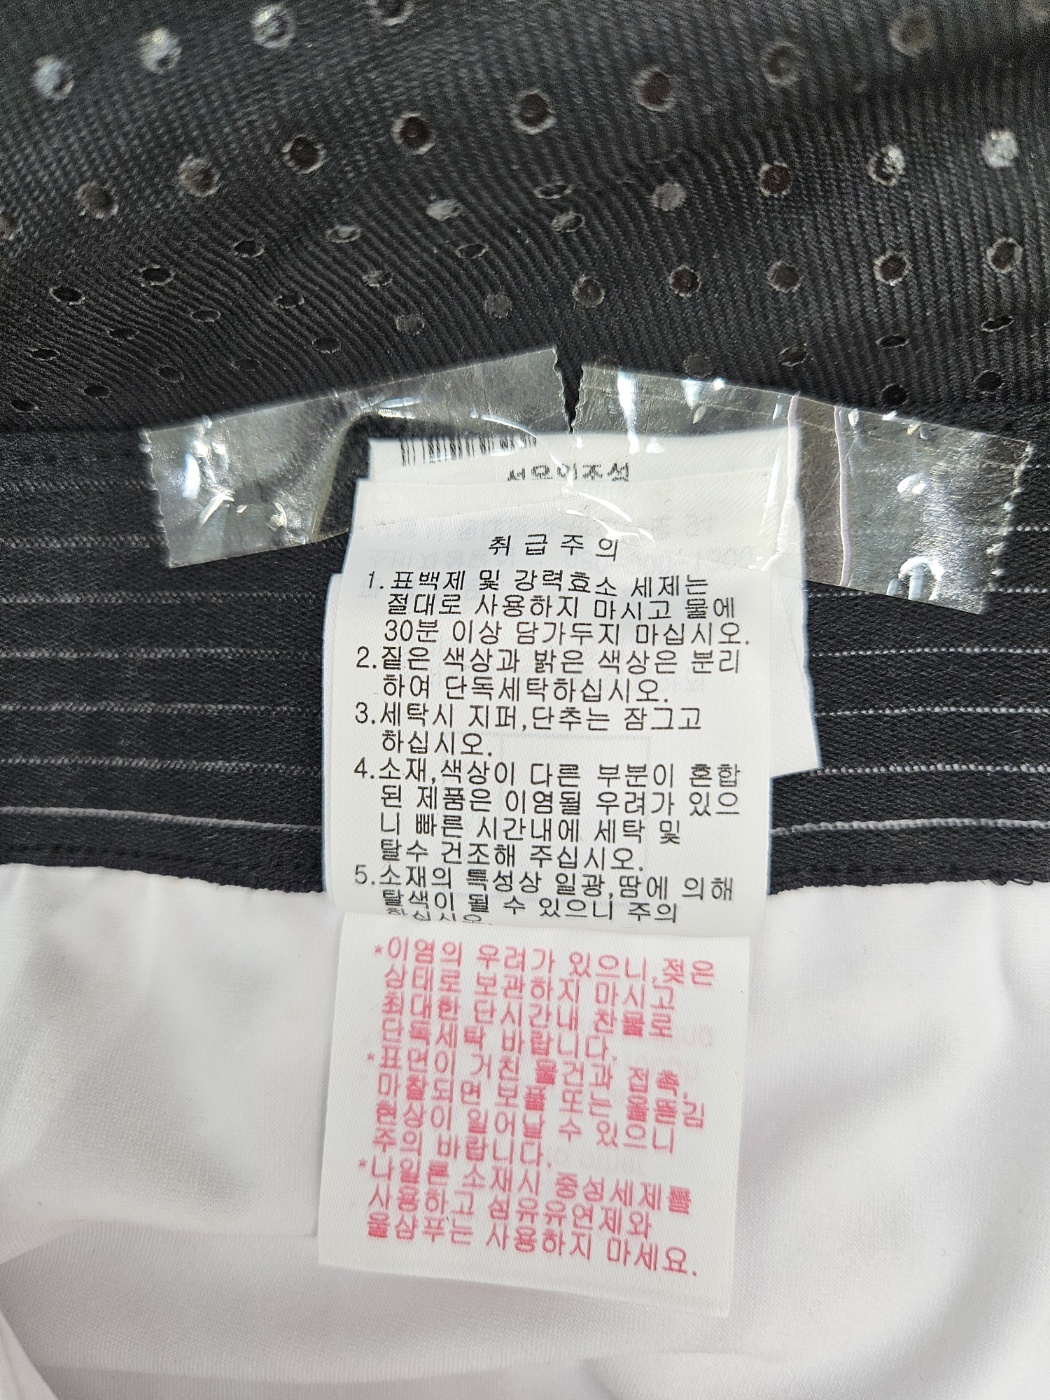 섬유의조성
취급주의
1.표백제 및 강력효소 세제는
절대로 사용하지 마시고 물에
30분 이상 담가두지 마십시오.
2.짙은 색상과 밝은 색상은 분리
하여 단독세탁하십시오.
3.세탁시 지퍼,단추는 잠그고
하십시오.
4.소재,색상이 다른 부분이 혼합
된 제품은 이염될 우려가 있으
니 빠른 시간내에 세탁 및
탈수 건조해 주십시오.
5.소재의 특성상 일광,땀에 의해
탈색이 될 수 있으니 주의
하십시오.
*이염의 우려가 있으니,젖은
상태로 보관하지 마시고
최대한 단시간내 찬물로
단독세탁 바랍니다.
*표면이 거친 물건과 접촉,
마찰되면 보풀 또는 올뜯김
현상이 일어날 수 있으니
주의 바랍니다.
*나일론 소재시 중성세제를
사용하고 섬유유연제와
울샴푸는 사용하지 마세요.